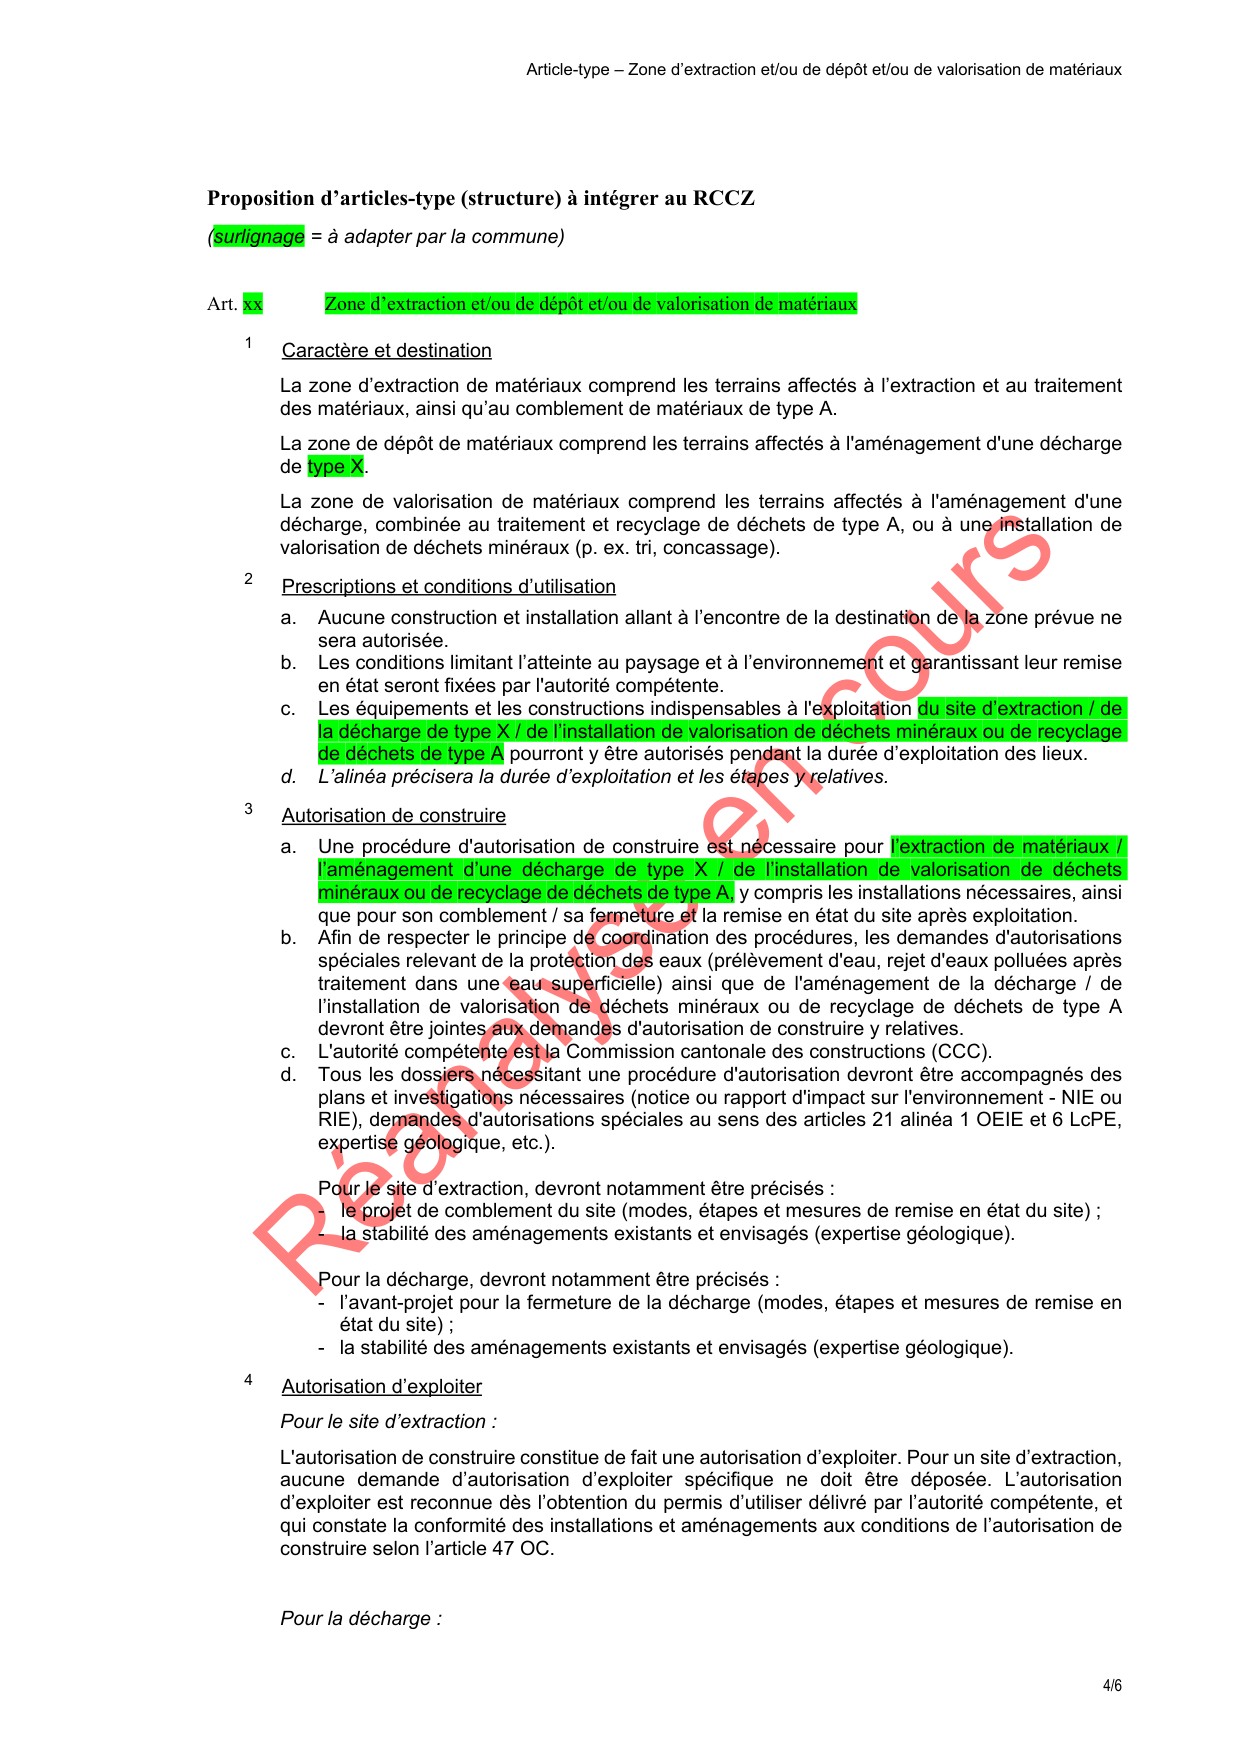 Article-type – Zone d’extraction et/ou de dépôt et/ou de valorisation de matériaux
Proposition d’articles-type (structure) à intégrer au RCCZ
(surlignage = à adapter par la commune)
Art. xx Zone d’extraction et/ou de dépôt et/ou de valorisation de matériaux
1 Caractère et destination
La zone d’extraction de matériaux comprend les terrains affectés à l’extraction et au traitement
des matériaux, ainsi qu’au comblement de matériaux de type A.
La zone de dépôt de matériaux comprend les terrains affectés à l'aménagement d'une décharge
de type X.
La zone de valorisation de matériaux comprend les terrains affectés à l'aménagement d'une
décharge, combinée au traitement et recyclage de déchets de type A, ou à une installation de
valorisation de déchets minéraux (p. ex. tri, concassage).
2 Prescriptions et conditions d’utilisation
a. Aucune construction et installation allant à l’encontre de la destination de la zone prévue ne
sera autorisée.
b. Les conditions limitant l’atteinte au paysage et à l’environnement et garantissant leur remise
en état seront fixées par l'autorité compétente.
c. Les équipements et les constructions indispensables à l'exploitation du site d’extraction / de
la décharge de type X / de l’installation de valorisation de déchets minéraux ou de recyclage
de déchets de type A pourront y être autorisés pendant la durée d’exploitation des lieux.
d. L’alinéa précisera la durée d’exploitation et les étapes y relatives.
3 Autorisation de construire
a. Une procédure d'autorisation de construire est nécessaire pour l’extraction de matériaux /
l’aménagement d’une décharge de type X / de l’installation de valorisation de déchets
minéraux ou de recyclage de déchets de type A, y compris les installations nécessaires, ainsi
que pour son comblement / sa fermeture et la remise en état du site après exploitation.
b. Afin de respecter le principe de coordination des procédures, les demandes d'autorisations
spéciales relevant de la protection des eaux (prélèvement d'eau, rejet d'eaux polluées après
traitement dans une eau superficielle) ainsi que de l'aménagement de la décharge / de
l’installation de valorisation de déchets minéraux ou de recyclage de déchets de type A
devront être jointes aux demandes d'autorisation de construire y relatives.
c. L'autorité compétente est la Commission cantonale des constructions (CCC).
d. Tous les dossiers nécessitant une procédure d'autorisation devront être accompagnés des
plans et investigations nécessaires (notice ou rapport d'impact sur l'environnement - NIE ou
RIE), demandes d'autorisations spéciales au sens des articles 21 alinéa 1 OEIE et 6 LcPE,
expertise géologique, etc.).
Pour le site d’extraction, devront notamment être précisés :
- le projet de comblement du site (modes, étapes et mesures de remise en état du site) ;
- la stabilité des aménagements existants et envisagés (expertise géologique).
Pour la décharge, devront notamment être précisés :
- l’avant-projet pour la fermeture de la décharge (modes, étapes et mesures de remise en
état du site) ;
- la stabilité des aménagements existants et envisagés (expertise géologique).
4 Autorisation d’exploiter
Pour le site d’extraction :
L'autorisation de construire constitue de fait une autorisation d’exploiter. Pour un site d’extraction,
aucune demande d’autorisation d’exploiter spécifique ne doit être déposée. L’autorisation
d’exploiter est reconnue dès l’obtention du permis d’utiliser délivré par l’autorité compétente, et
qui constate la conformité des installations et aménagements aux conditions de l’autorisation de
construire selon l’article 47 OC.
Pour la décharge :
4/6
Réanalyse en cours